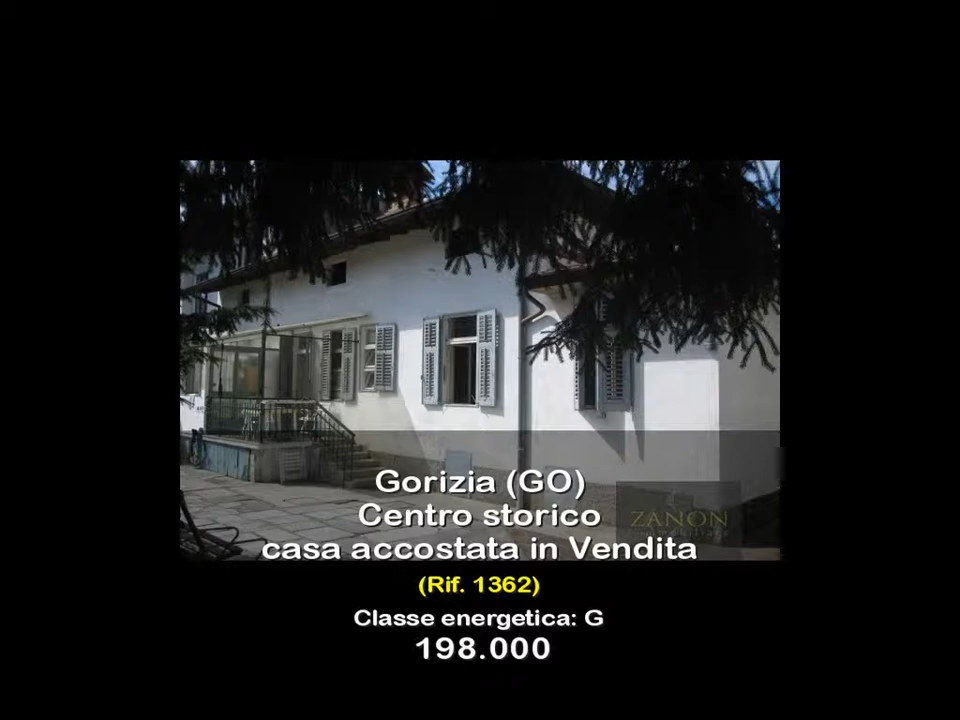 Gorizia (GO)
Centro storico
ZANON
casa accostata in Vendita
(Rif. 1362)
Classe energetica: G
198.000